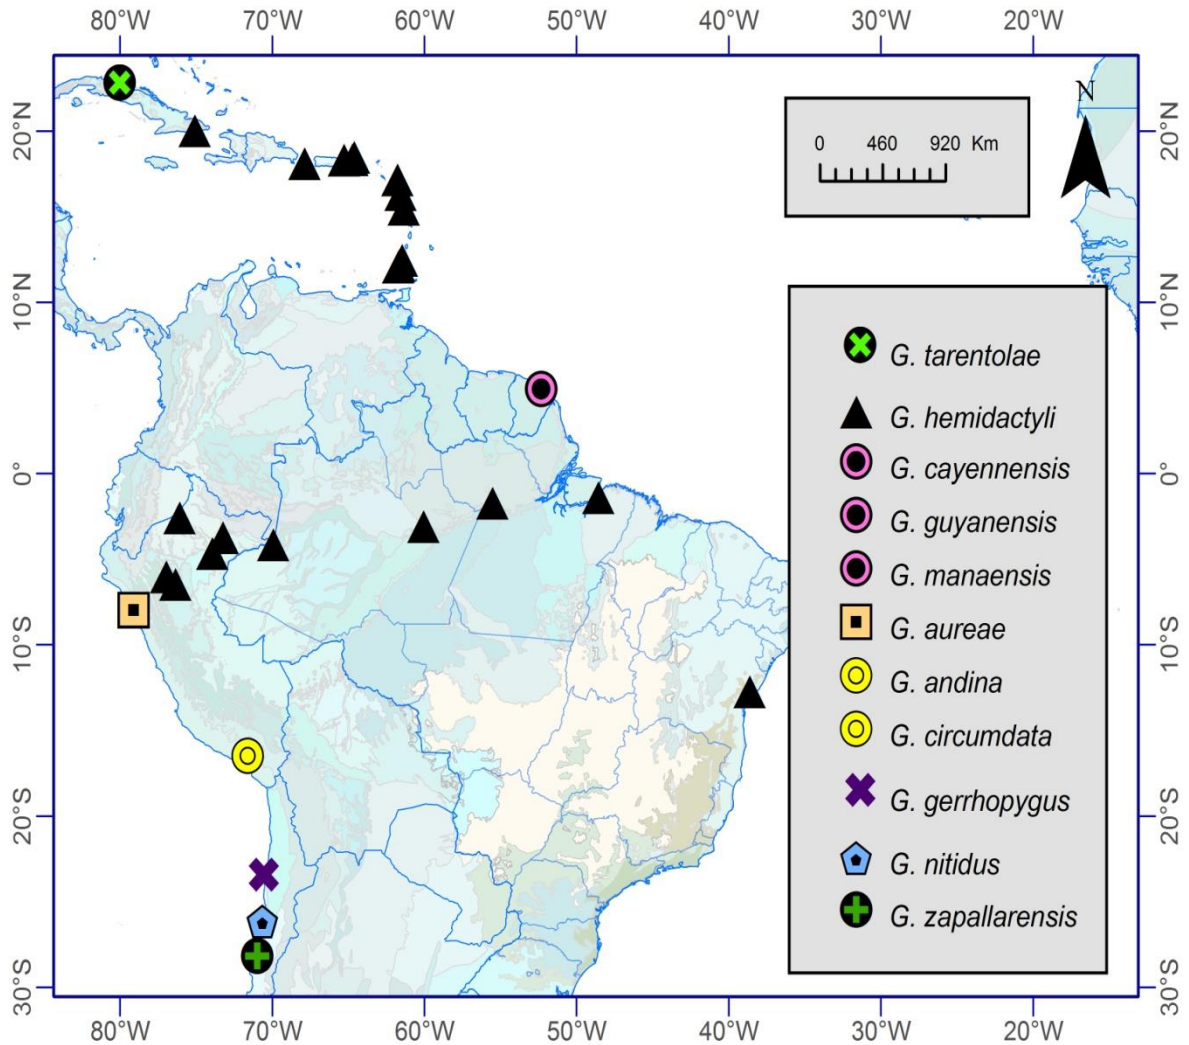 80°W 70°W 60°W 50°W 40°W 30°W 20°W
20°N 20°N
N
0 460 920 Km
10°N 10°N
G. tarentolae
G. hemidactyli
G. cayennensis
0° 0°
G. guyanensis
G. manaensis
G. aureae
10°S 10°S
G. andina
G. circumdata
G. gerrhopygus
20°S 20°S
G. nitidus
G. zapallarensis
30°S 30°S
80°W 70°W 60°W 50°W 40°W 30°W 20°W